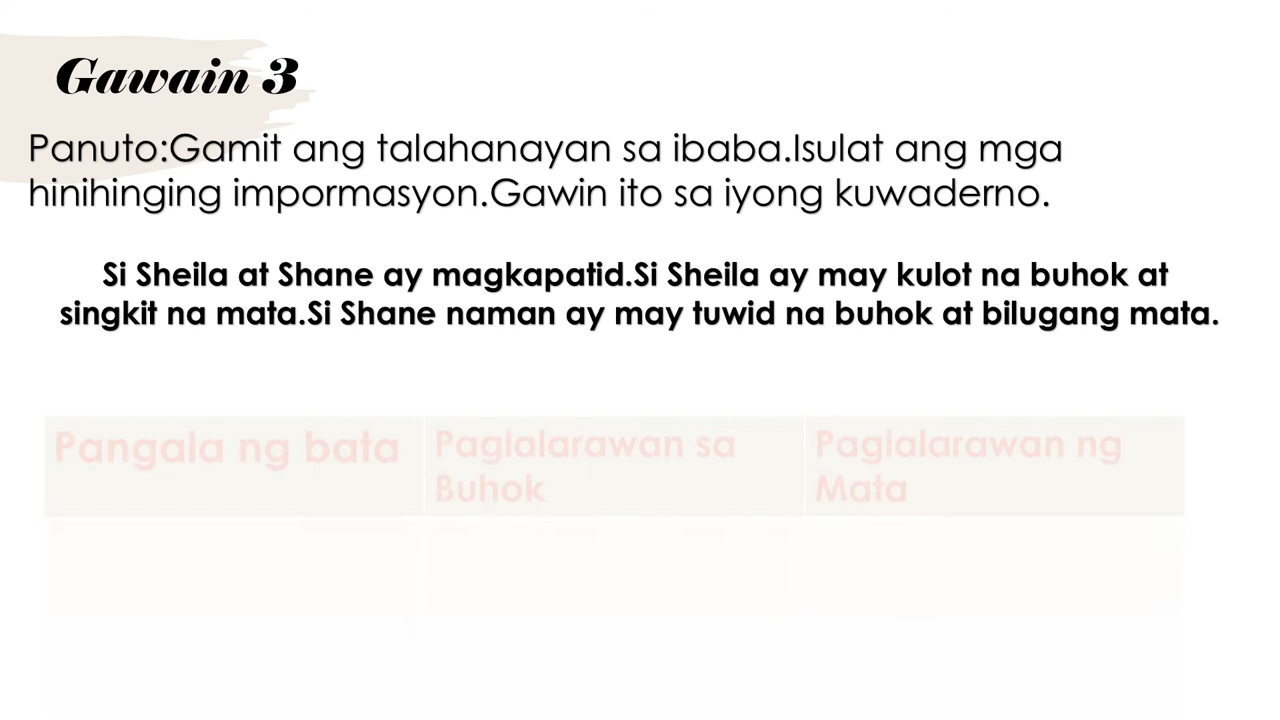 Gawain 3
Panuto:Gamit ang talahanayan sa ibaba.Isulat ang mga
hinihinging impormasyon.Gawin ito sa iyong kuwaderno.
Si Sheila at Shane ay magkapatid.Si Sheila ay may kulot na buhok at
singkit na mata.Si Shane naman ay may tuwid na buhok at bilugang mata.
Pangala ng bata
Paglalarawan sa
Buhok
Paglalarawan ng
Mata